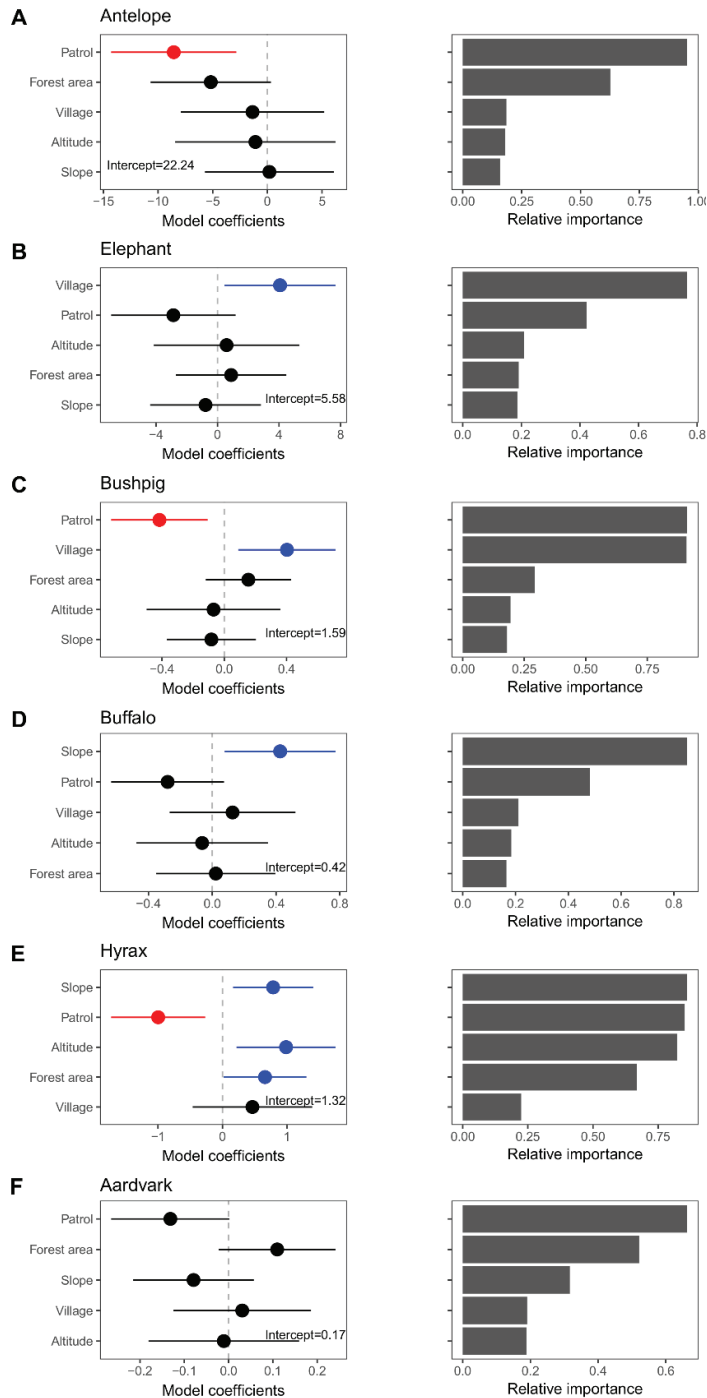 A Antelope
Patrol
Forest area
Village
Altitude
Intercept=22.24
Slope
−15 −10 −5 0 5
0.00 0.25 0.50 0.75 1.00
Model coefficients
Relative importance
B Elephant
Village
Patrol
Altitude
Forest area
Intercept=5.58
Slope
−4 0 4 8
0.0 0.2 0.4 0.6 0.8
Model coefficients
Relative importance
C Bushpig
Patrol
Village
Forest area
Altitude
Intercept=1.59
Slope
−0.4 0.0 0.4
0.00 0.25 0.50 0.75
Model coefficients
Relative importance
D Buffalo
Slope
Patrol
Village
Altitude
Intercept=0.42
Forest area
−0.4 0.0 0.4 0.8
0.0 0.2 0.4 0.6 0.8
Model coefficients
Relative importance
E Hyrax
Slope
Patrol
Altitude
Forest area
Intercept=1.32
Village
−1 0 1
0.00 0.25 0.50 0.75
Model coefficients
Relative importance
F Aardvark
Patrol
Forest area
Slope
Village
Intercept=0.17
Altitude
−0.2 −0.1 0.0 0.1 0.2
0.0 0.2 0.4 0.6
Model coefficients
Relative importance